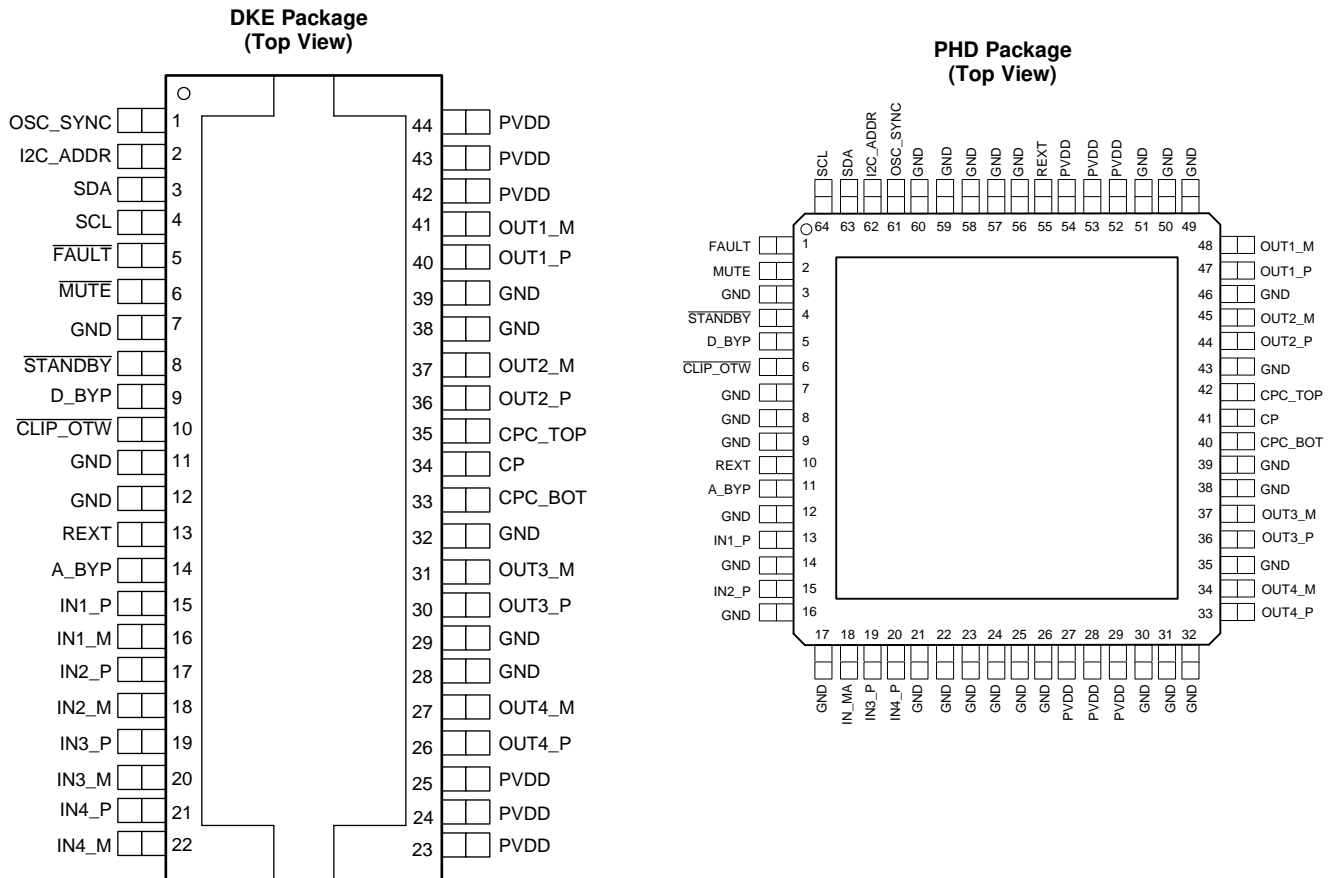 DKE Package
(Top View)
OSC_SYNC 1
I2C_ADDR 2
SDA 3
SCL 4
FAULT 5
MUTE 6
GND 7
STANDBY 8
D_BYP 9
CLIP_OTW 10
GND 11
GND 12
REXT 13
A_BYP 14
IN1_P 15
IN1_M 16
IN2_P 17
IN2_M 18
IN3_P 19
IN3_M 20
IN4_P 21
IN4_M 22
44 PVDD
43 PVDD
42 PVDD
41 OUT1_M
40 OUT1_P
39 GND
38 GND
37 OUT2_M
36 OUT2_P
35 CPC_TOP
34 CP
33 CPC_BOT
32 GND
31 OUT3_M
30 OUT3_P
29 GND
28 GND
27 OUT4_M
26 OUT4_P
25 PVDD
24 PVDD
23 PVDD
PHD Package
(Top View)
SCL SDA I2C_ADDR OSC_SYNC GND GND GND GND GND REXT PVDD PVDD PVDD GND GND GND
64 63 62 61 60 59 58 57 56 55 54 53 52 51 50 49
FAULT 1
MUTE 2
GND 3
STANDBY 4
D_BYP 5
CLIP_OTW 6
GND 7
GND 8
GND 9
REXT 10
A_BYP 11
GND 12
IN1_P 13
GND 14
IN2_P 15
GND 16
48 OUT1_M
47 OUT1_P
46 GND
45 OUT2_M
44 OUT2_P
43 GND
42 CPC_TOP
41 CP
40 CPC_BOT
39 GND
38 GND
37 OUT3_M
36 OUT3_P
35 GND
34 OUT4_M
33 OUT4_P
17 18 19 20 21 22 23 24 25 26 27 28 29 30 31 32
GND IN_MA IN3_P IN4_P GND GND GND GND GND GND PVDD PVDD PVDD GND GND GND